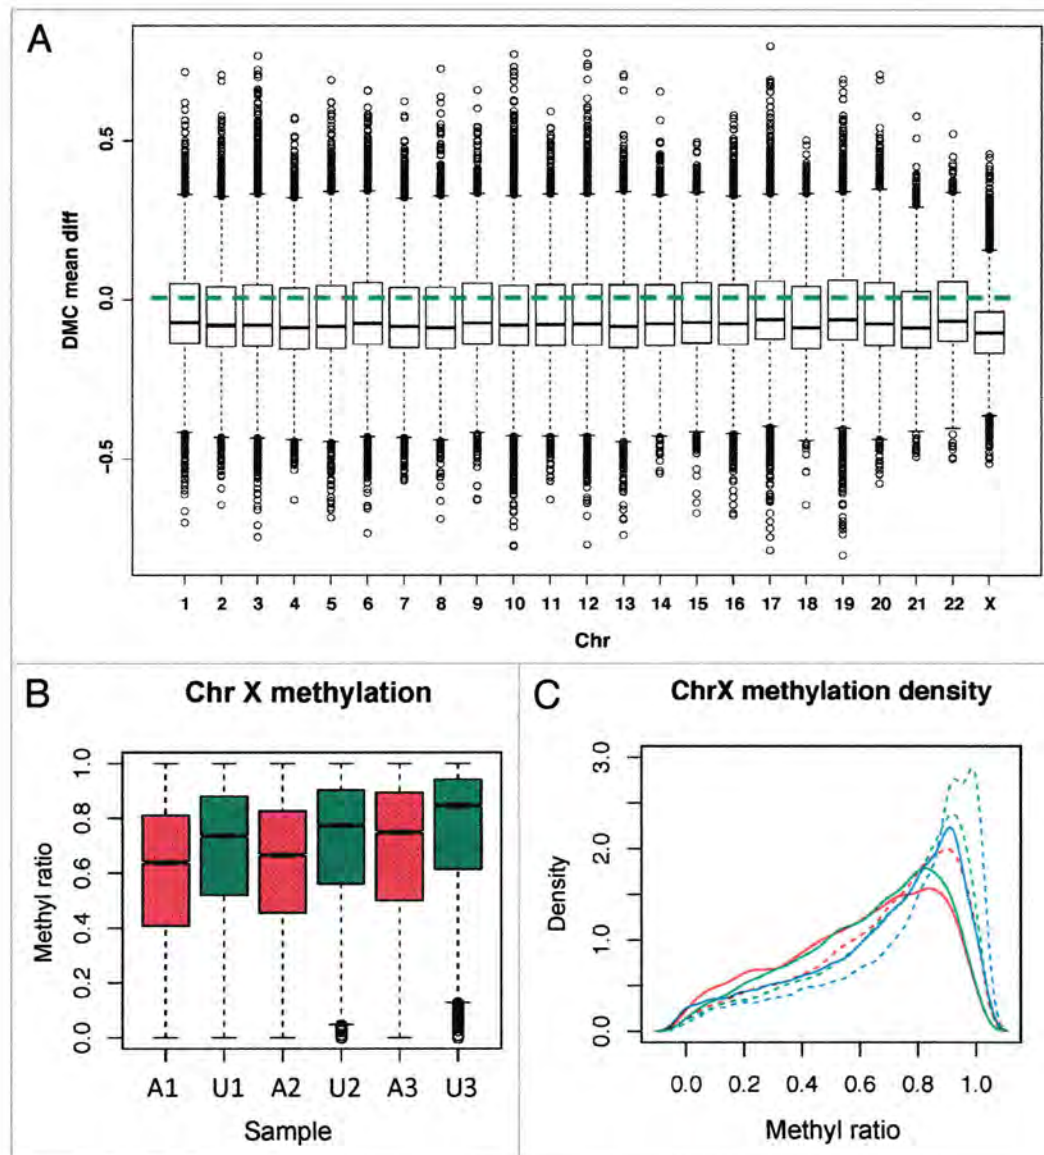 A
DMC mean diff
0.5
0.0
−0.5
1 2 3 4 5 6 7 8 9 10 11 12 13 14 15 16 17 18 19 20 21 22 X
Chr
B
Chr X methylation
Methyl ratio
1.0
0.8
0.6
0.4
0.2
0.0
A1 U1 A2 U2 A3 U3
Sample
C
ChrX methylation density
Density
3.0
2.0
1.0
0.0
0.0 0.2 0.4 0.6 0.8 1.0
Methyl ratio